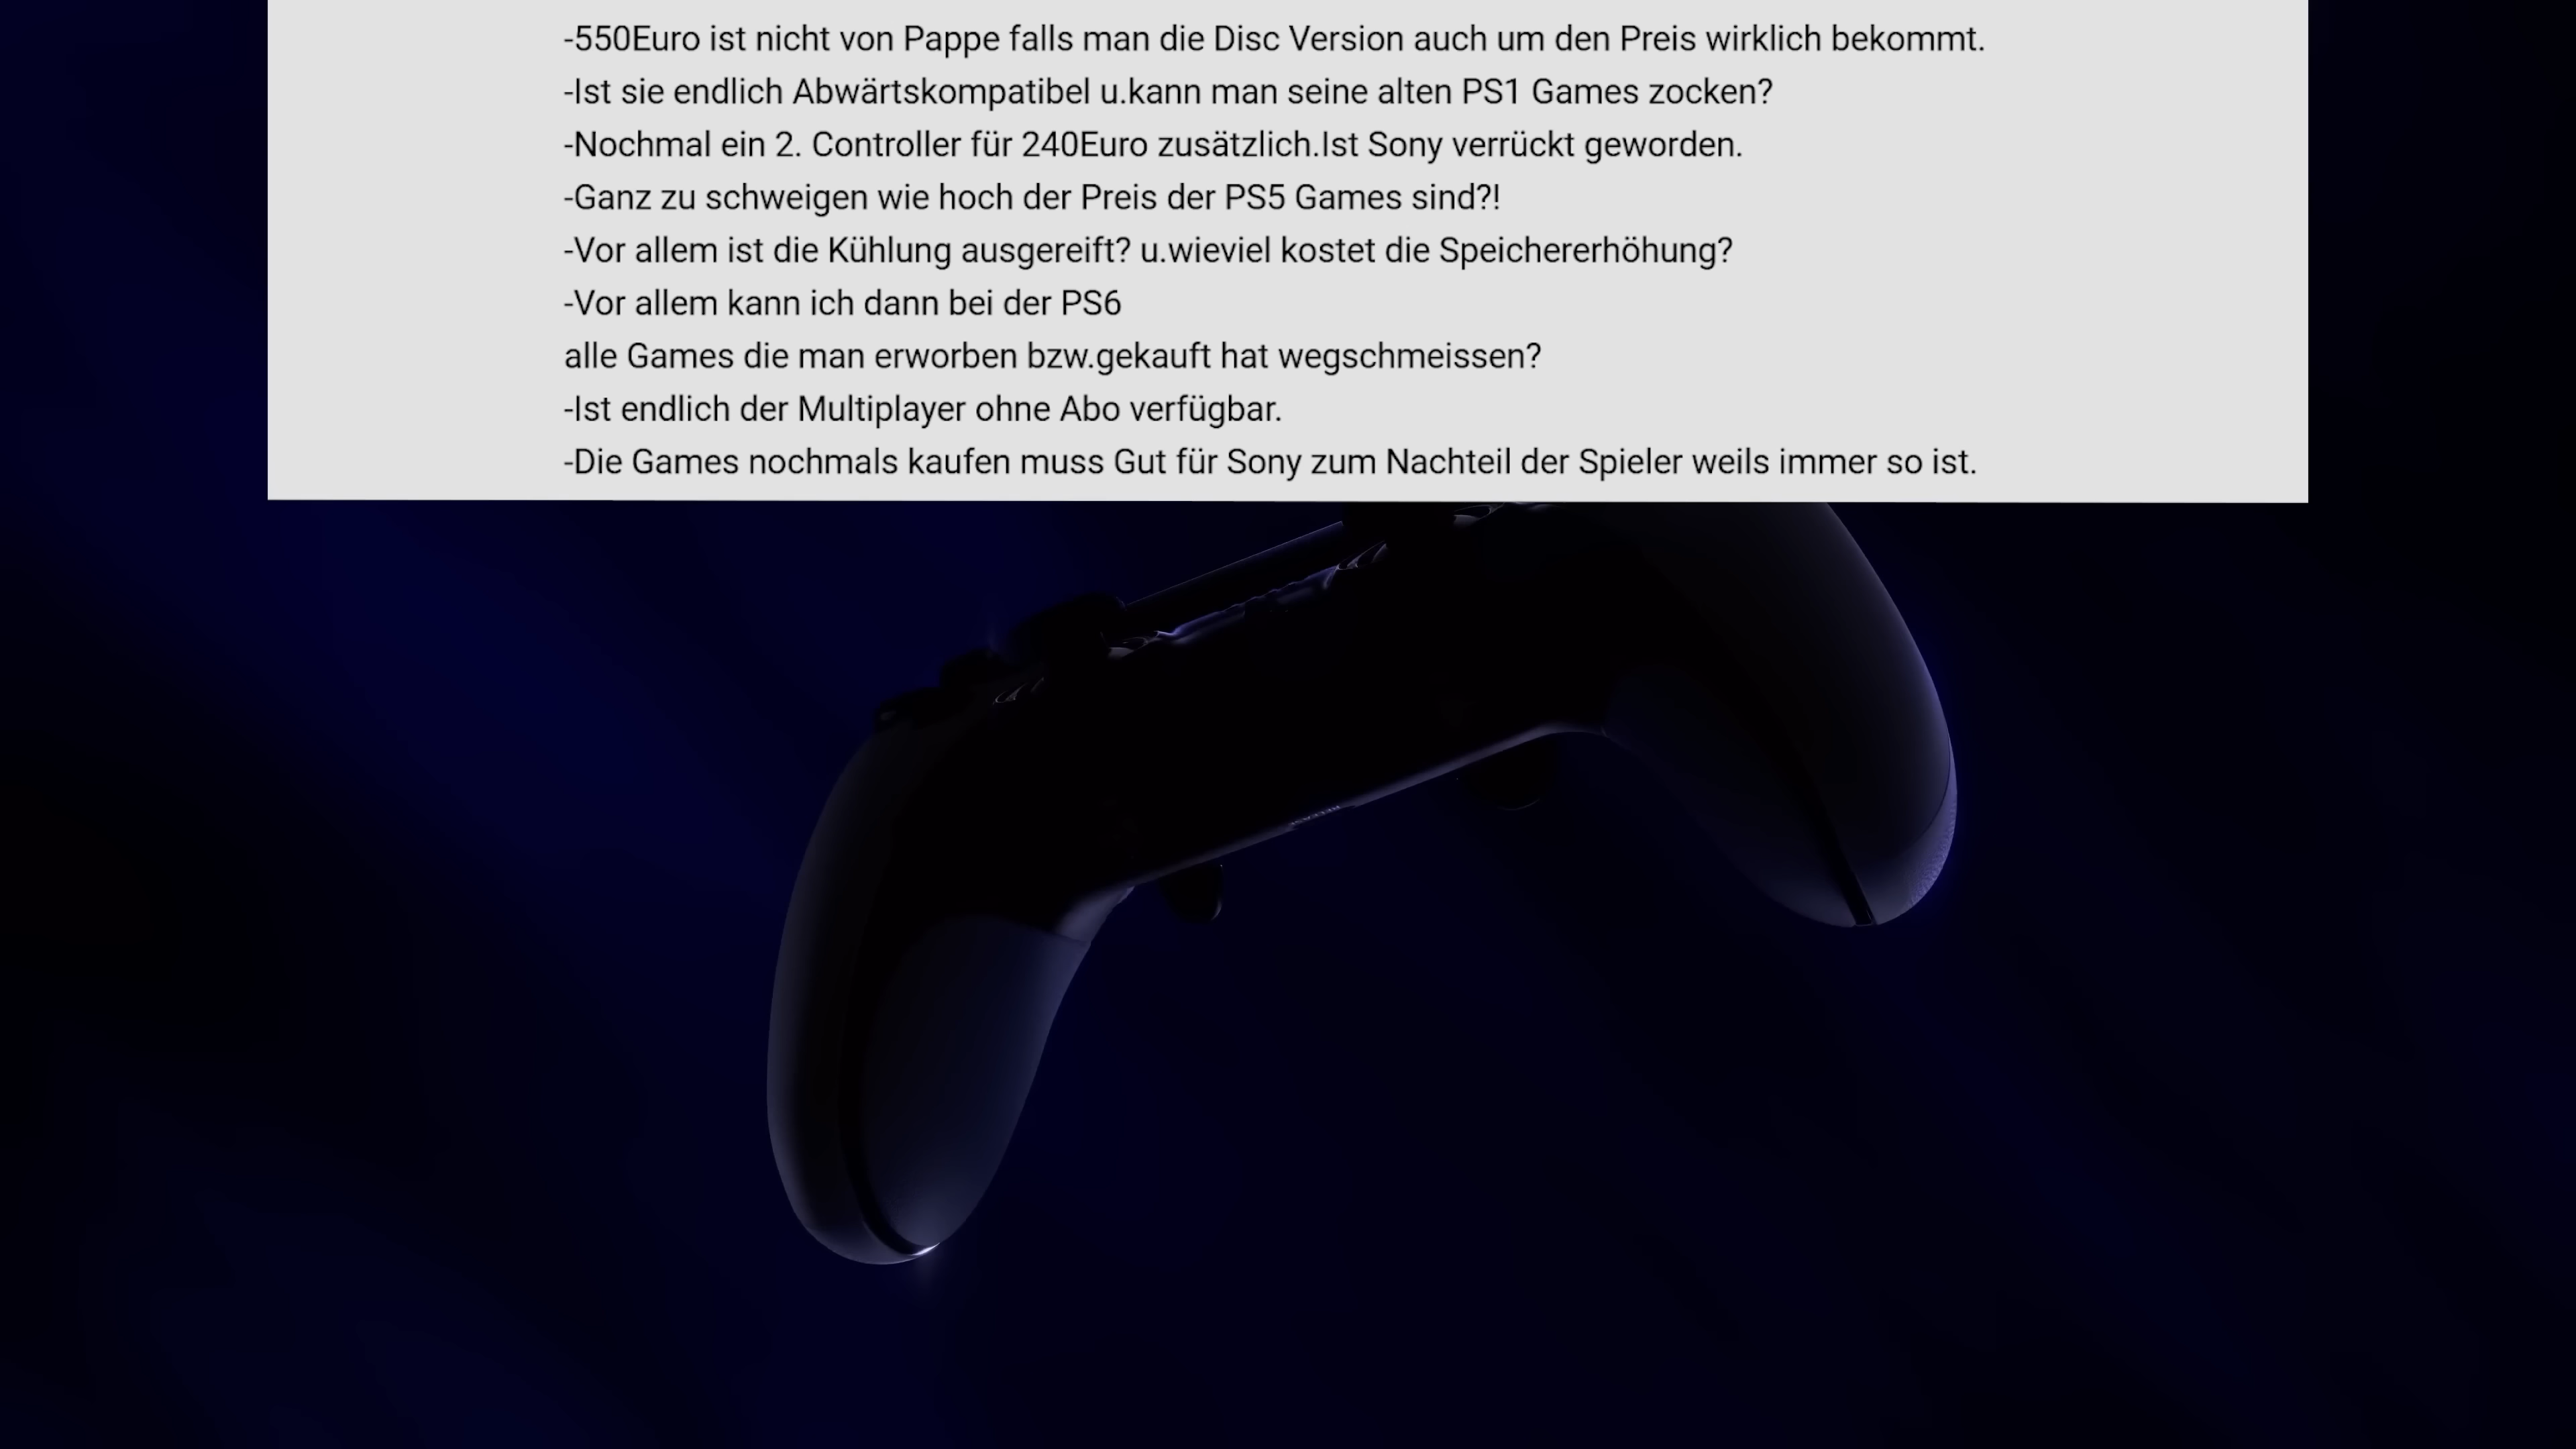 -550Euro ist nicht von Pappe falls man die Disc Version auch um den Preis wirklich bekommt.
-Ist sie endlich Abwärtskompatibel u.kann man seine alten PS1 Games zocken?
-Nochmal ein 2. Controller für 240Euro zusätzlich.Ist Sony verrückt geworden.
-Ganz zu schweigen wie hoch der Preis der PS5 Games sind?!
-Vor allem ist die Kühlung ausgereift? u.wieviel kostet die Speichererhöhung?
-Vor allem kann ich dann bei der PS6
alle Games die man erworben bzw.gekauft hat wegschmeissen?
-Ist endlich der Multiplayer ohne Abo verfügbar.
-Die Games nochmals kaufen muss Gut für Sony zum Nachteil der Spieler weils immer so ist.